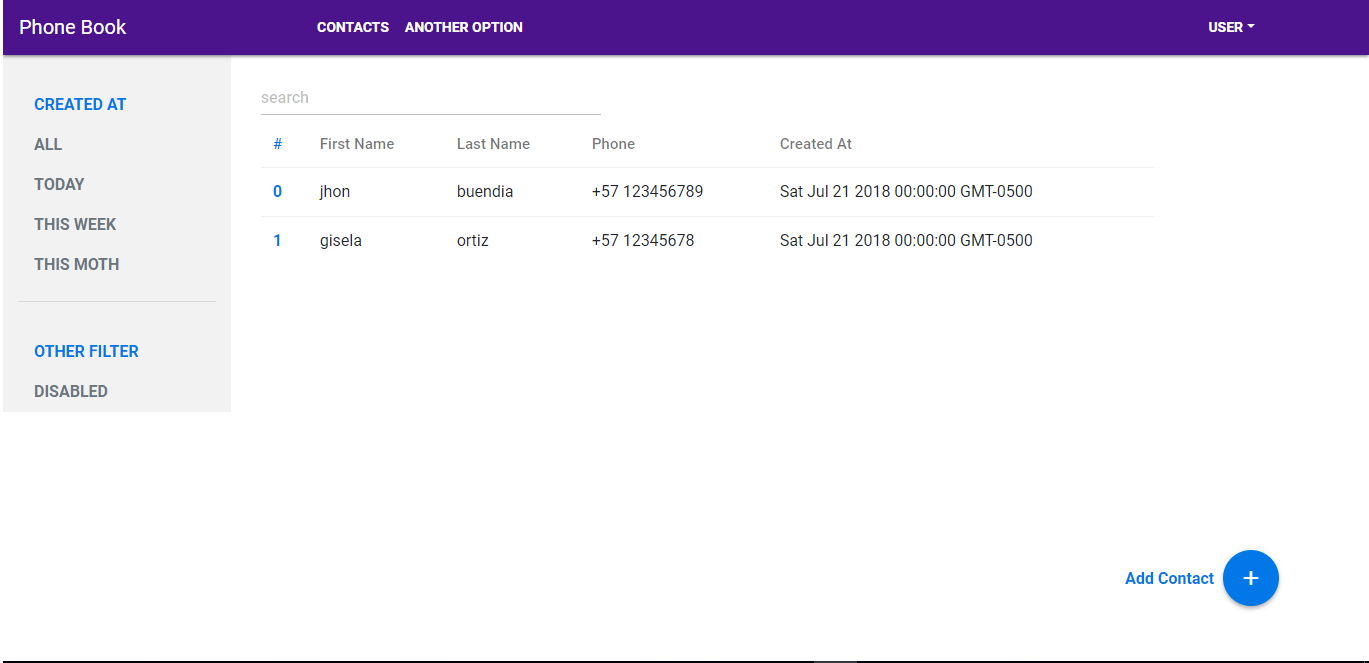 Phone Book CONTACTS ANOTHER OPTION USER
CREATED AT
ALL
TODAY
THIS WEEK
THIS MOTH
OTHER FILTER
DISABLED
search
# First Name Last Name Phone Created At
0 jhon buendia +57 123456789 Sat Jul 21 2018 00:00:00 GMT-0500
1 gisela ortiz +57 12345678 Sat Jul 21 2018 00:00:00 GMT-0500
Add Contact +